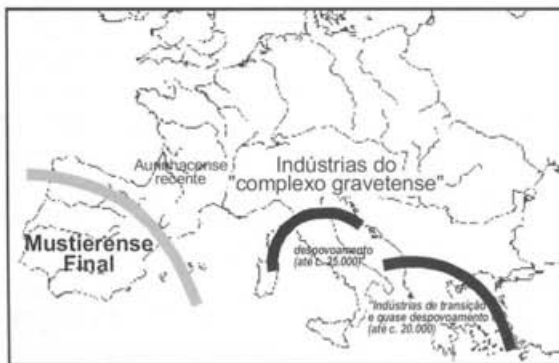 Aurinhacense
recente
Indústrias do
"complexo gravetense"
Mustierense
Final
despovoamento
(até c. 25.000)
"Indústrias de transição
e quase despovoamento
(até c. 20.000)